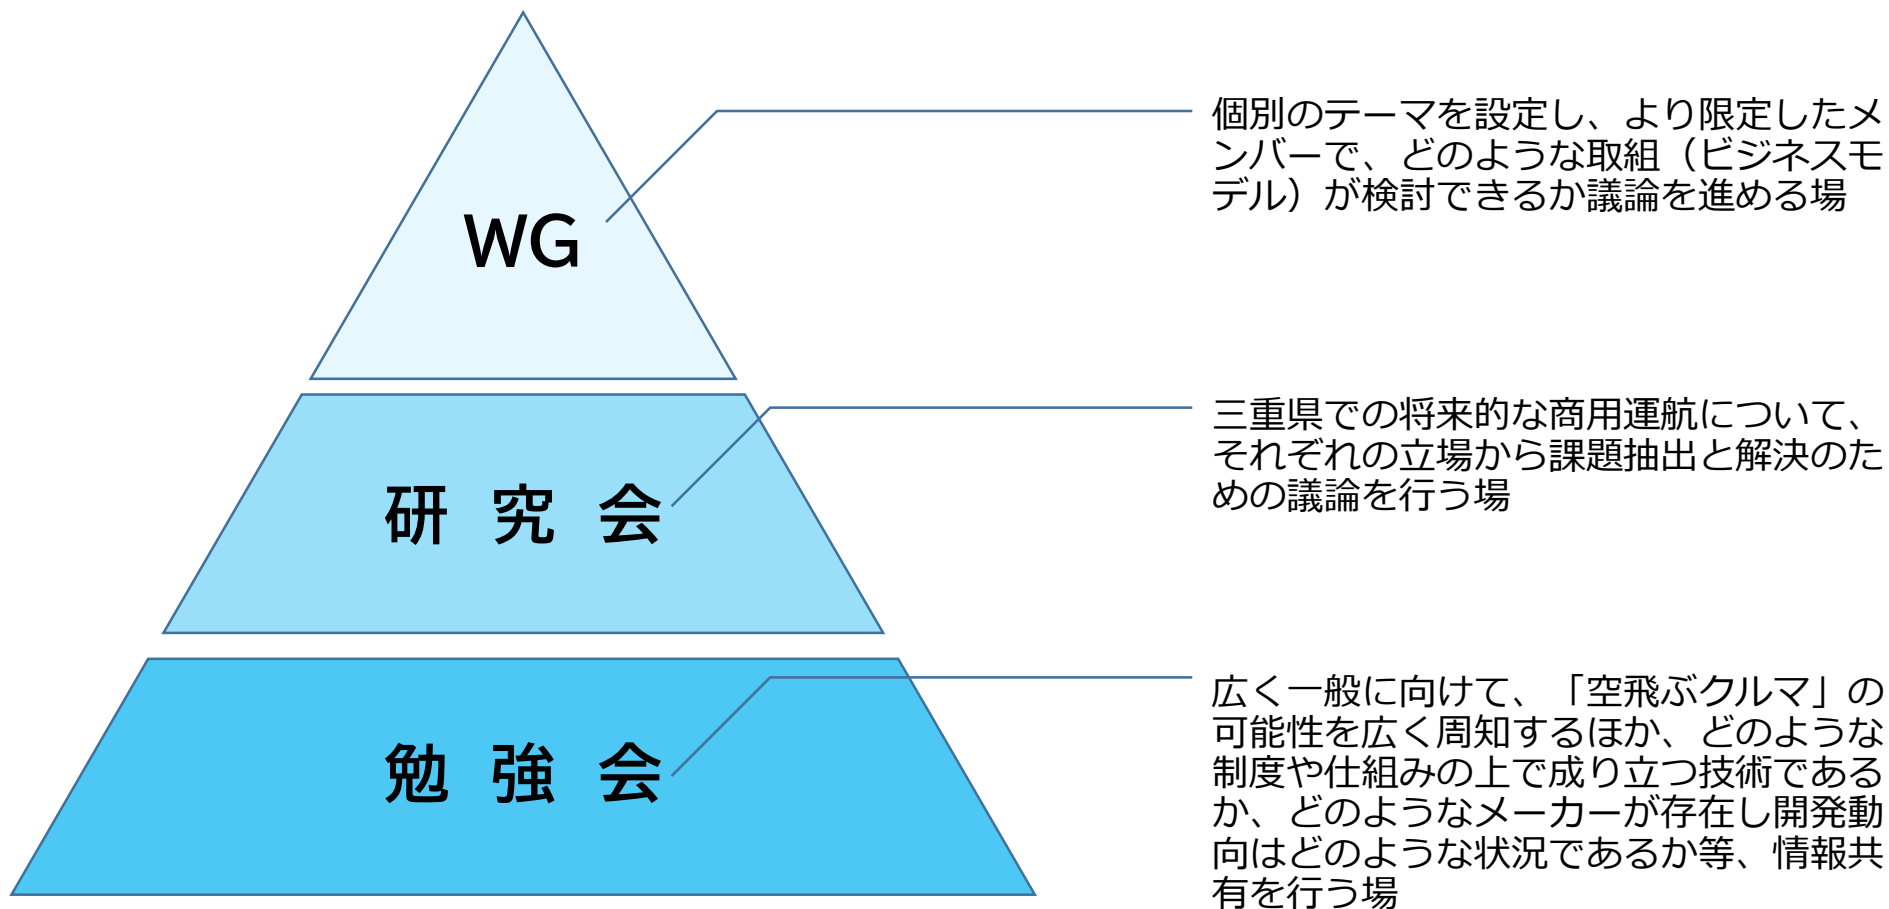 WG
個別のテーマを設定し、より限定したメ
ンバーで、どのような取組（ビジネスモ
デル）が検討できるか議論を進める場
研究会
三重県での将来的な商用運航について、
それぞれの立場から課題抽出と解決のた
めの議論を行う場
勉強会
広く一般に向けて、「空飛ぶクルマ」の
可能性を広く周知するほか、どのような
制度や仕組みの上で成り立つ技術である
か、どのようなメーカーが存在し開発動
向はどのような状況であるか等、情報共
有を行う場